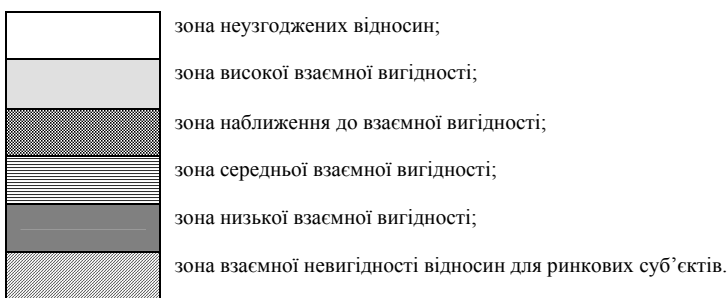 зона неузгоджених відносин;
зона високої взаємної вигідності;
зона наближення до взаємної вигідності;
зона середньої взаємної вигідності;
зона низької взаємної вигідності;
зона взаємної невигідності відносин для ринкових суб’єктів.